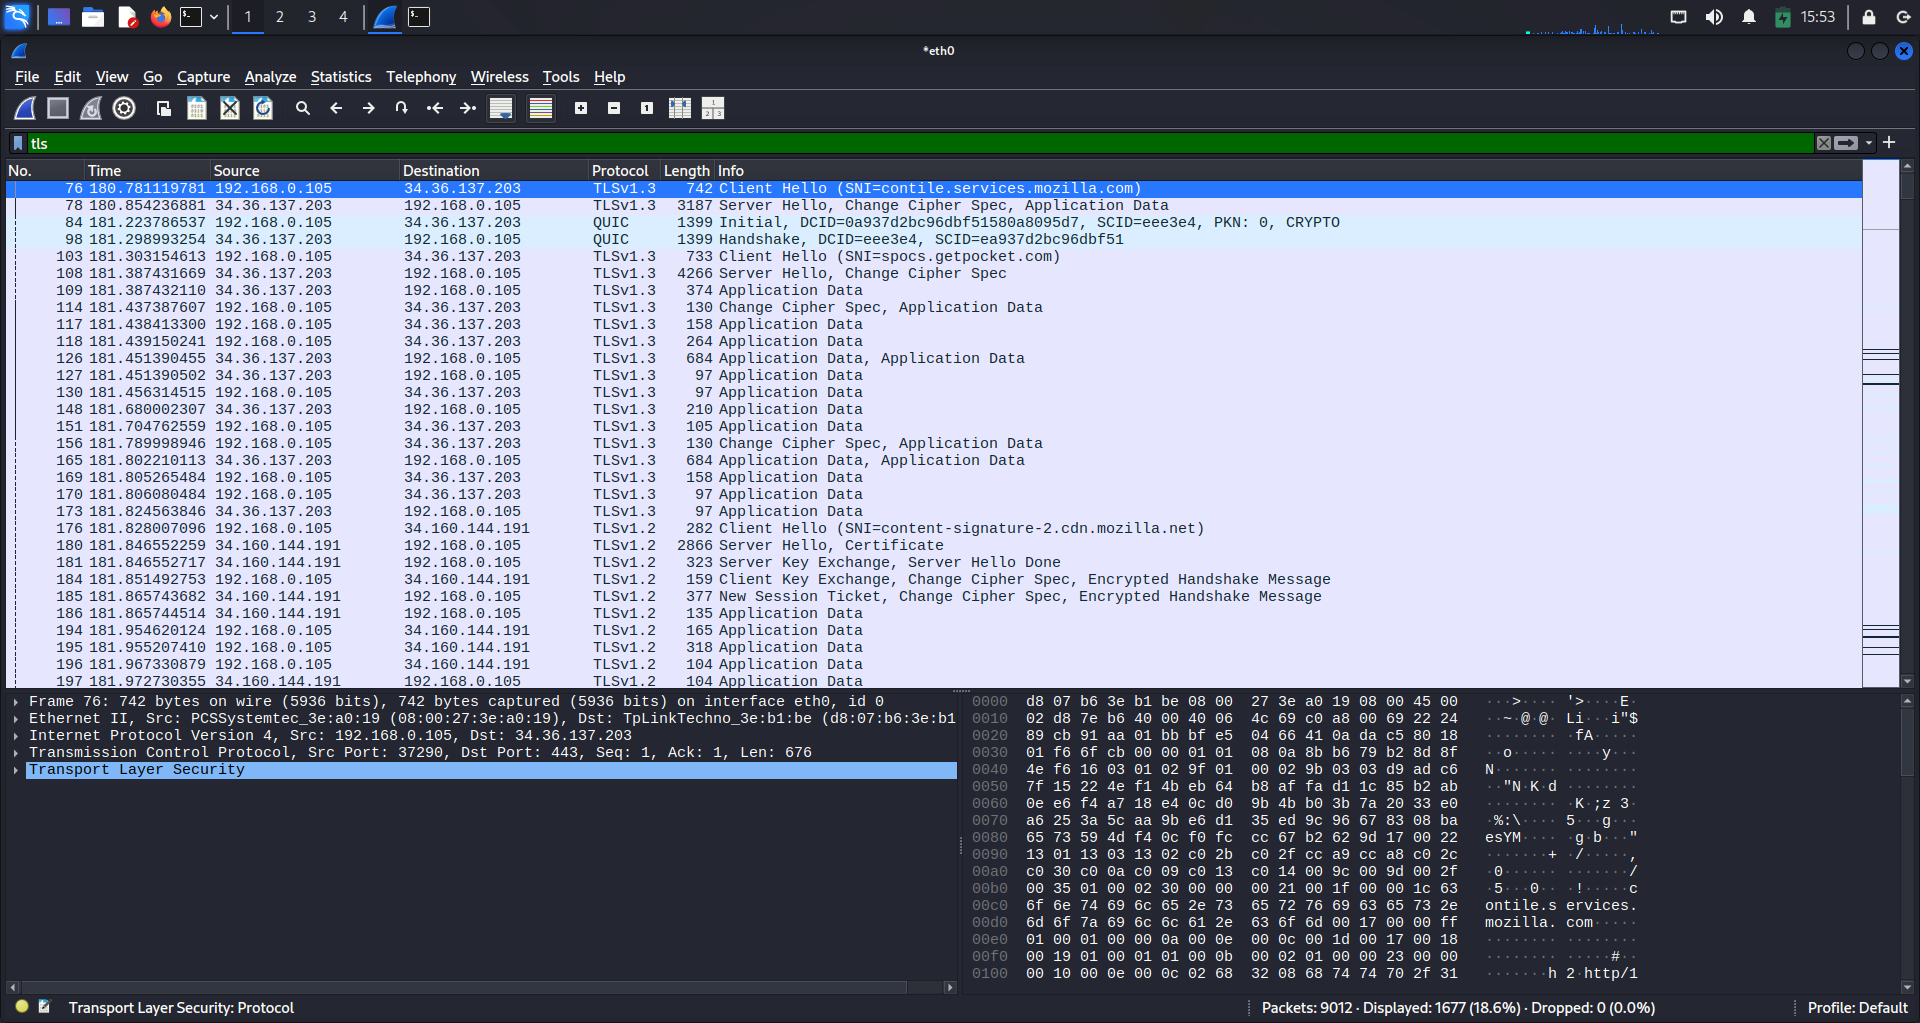 1 2 3 4 15:53
*eth0
File Edit View Go Capture Analyze Statistics Telephony Wireless Tools Help
tls
No. Time Source Destination Protocol Length Info
76 180.781119781 192.168.0.105 34.36.137.203 TLSv1.3 742 Client Hello (SNI=contile.services.mozilla.com)
78 180.854236881 34.36.137.203 192.168.0.105 TLSv1.3 3187 Server Hello, Change Cipher Spec, Application Data
84 181.223786537 192.168.0.105 34.36.137.203 QUIC 1399 Initial, DCID=0a937d2bc96dbf51580a8095d7, SCID=eee3e4, PKN: 0, CRYPTO
98 181.298993254 34.36.137.203 192.168.0.105 QUIC 1399 Handshake, DCID=eee3e4, SCID=ea937d2bc96dbf51
103 181.303154613 192.168.0.105 34.36.137.203 TLSv1.3 733 Client Hello (SNI=spocs.getpocket.com)
108 181.387431669 34.36.137.203 192.168.0.105 TLSv1.3 4266 Server Hello, Change Cipher Spec
109 181.387432110 34.36.137.203 192.168.0.105 TLSv1.3 374 Application Data
114 181.437387607 192.168.0.105 34.36.137.203 TLSv1.3 130 Change Cipher Spec, Application Data
117 181.438413300 192.168.0.105 34.36.137.203 TLSv1.3 158 Application Data
118 181.439150241 192.168.0.105 34.36.137.203 TLSv1.3 264 Application Data
126 181.451390455 34.36.137.203 192.168.0.105 TLSv1.3 684 Application Data, Application Data
127 181.451390502 34.36.137.203 192.168.0.105 TLSv1.3 97 Application Data
130 181.456314515 192.168.0.105 34.36.137.203 TLSv1.3 97 Application Data
148 181.680002307 34.36.137.203 192.168.0.105 TLSv1.3 210 Application Data
151 181.704762559 192.168.0.105 34.36.137.203 TLSv1.3 105 Application Data
156 181.789998946 192.168.0.105 34.36.137.203 TLSv1.3 130 Change Cipher Spec, Application Data
165 181.802210113 34.36.137.203 192.168.0.105 TLSv1.3 684 Application Data, Application Data
169 181.805265484 192.168.0.105 34.36.137.203 TLSv1.3 158 Application Data
170 181.806080484 192.168.0.105 34.36.137.203 TLSv1.3 97 Application Data
173 181.824563846 34.36.137.203 192.168.0.105 TLSv1.3 97 Application Data
176 181.828007096 192.168.0.105 34.160.144.191 TLSv1.2 282 Client Hello (SNI=content-signature-2.cdn.mozilla.net)
180 181.846552259 34.160.144.191 192.168.0.105 TLSv1.2 2866 Server Hello, Certificate
181 181.846552717 34.160.144.191 192.168.0.105 TLSv1.2 323 Server Key Exchange, Server Hello Done
184 181.851492753 192.168.0.105 34.160.144.191 TLSv1.2 159 Client Key Exchange, Change Cipher Spec, Encrypted Handshake Message
185 181.865743682 34.160.144.191 192.168.0.105 TLSv1.2 377 New Session Ticket, Change Cipher Spec, Encrypted Handshake Message
186 181.865744514 34.160.144.191 192.168.0.105 TLSv1.2 135 Application Data
194 181.954620124 192.168.0.105 34.160.144.191 TLSv1.2 165 Application Data
195 181.955207410 192.168.0.105 34.160.144.191 TLSv1.2 318 Application Data
196 181.967330879 192.168.0.105 34.160.144.191 TLSv1.2 104 Application Data
197 181.972730355 34.160.144.191 192.168.0.105 TLSv1.2 104 Application Data
Frame 76: 742 bytes on wire (5936 bits), 742 bytes captured (5936 bits) on interface eth0, id 0
Ethernet II, Src: PCSSystemtec_3e:a0:19 (08:00:27:3e:a0:19), Dst: TpLinkTechno_3e:b1:be (d8:07:b6:3e:b1
Internet Protocol Version 4, Src: 192.168.0.105, Dst: 34.36.137.203
Transmission Control Protocol, Src Port: 37290, Dst Port: 443, Seq: 1, Ack: 1, Len: 676
Transport Layer Security
0000 d8 07 b6 3e b1 be 08 00 27 3e a0 19 08 00 45 00 ···>···· '>····E·
0010 02 d8 7e b6 40 00 40 06 4c 69 c0 a8 00 69 22 24 ··~·@·@· Li···i"$
0020 89 cb 91 aa 01 bb bf e5 04 66 41 0a da c5 80 18 ········ ·fA·····
0030 01 f6 6f cb 00 00 01 01 08 0a 8b b6 79 b2 8d 8f ··o····· ····y···
0040 4e f6 16 03 01 02 9f 01 00 02 9b 03 03 d9 ad c6 N······· ········
0050 7f 15 22 4e f1 4b eb 64 b8 af fa d1 1c 85 b2 ab ··"N·K·d ········
0060 0e e6 f4 a7 18 e4 0c d0 9b 4b b0 3b 7a 20 33 e0 ········ ·K·;z 3·
0070 a6 25 3a 5c aa 9b e6 d1 35 ed 9c 96 67 83 08 ba ·%:\···· 5···g···
0080 65 73 59 4d f4 0c f0 fc cc 67 b2 62 9d 17 00 22 esYM···· ·g·b···"
0090 13 01 13 03 13 02 c0 2b c0 2f cc a9 cc a8 c0 2c ·······+ ·/·····,
00a0 c0 30 c0 0a c0 09 c0 13 c0 14 00 9c 00 9d 00 2f ·0······ ·······/
00b0 00 35 01 00 02 30 00 00 00 21 00 1f 00 00 1c 63 ·5···0·· ·!·····c
00c0 6f 6e 74 69 6c 65 2e 73 65 72 76 69 63 65 73 2e ontile.s ervices.
00d0 6d 6f 7a 69 6c 6c 61 2e 63 6f 6d 00 17 00 00 ff mozilla. com·····
00e0 01 00 01 00 00 0a 00 0e 00 0c 00 1d 00 17 00 18 ········ ········
00f0 00 19 01 00 01 01 00 0b 00 02 01 00 00 23 00 00 ········ ·····#··
0100 00 10 00 0e 00 0c 02 68 32 08 68 74 74 70 2f 31 ·······h 2·http/1
Transport Layer Security: Protocol Packets: 9012 · Displayed: 1677 (18.6%) · Dropped: 0 (0.0%) Profile: Default